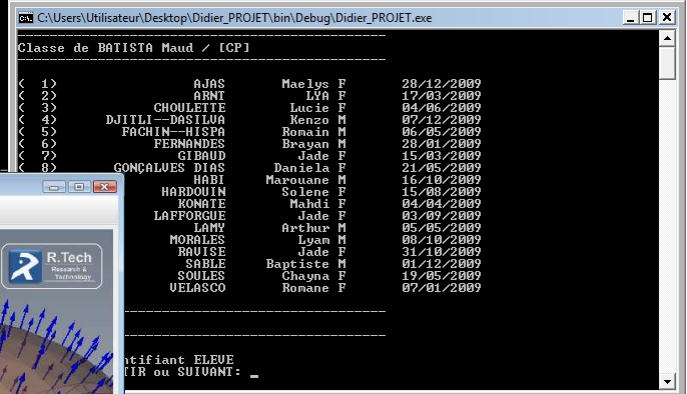 C:\Users\Utilisateur\Desktop\Didier_PROJET\bin\Debug\Didier_PROJET.exe
Classe de BATISTA Maud / [CP]
( 1) AJAS Maelys F 28/12/2009
( 2) ARNT LYA F 17/03/2009
( 3) CHOULETTE Lucie F 04/06/2009
( 4) DJITLI--DASILVA Kenzo M 07/12/2009
( 5) FACHIN--HISPA Romain M 06/05/2009
( 6) FERNANDES Brayan M 28/01/2009
( 7) GIBAUD Jade F 15/03/2009
( 8) GONÇALVES DIAS Daniela F 21/05/2009
HABI Marouane M 16/10/2009
HARDOUIN Solene F 15/08/2009
KONATE Mahdi F 04/04/2009
LAFFORGUE Jade F 03/09/2009
LAMY Arthur M 05/05/2009
MORALES Lyam M 08/10/2009
RAVISE Jade F 31/10/2009
SABLE Baptiste M 01/12/2009
SOULES Chayna F 19/05/2009
VELASCO Romane F 07/01/2009
ntifiant ELEVE
TIR ou SUIVANT: _
R.Tech
Research &
Technology